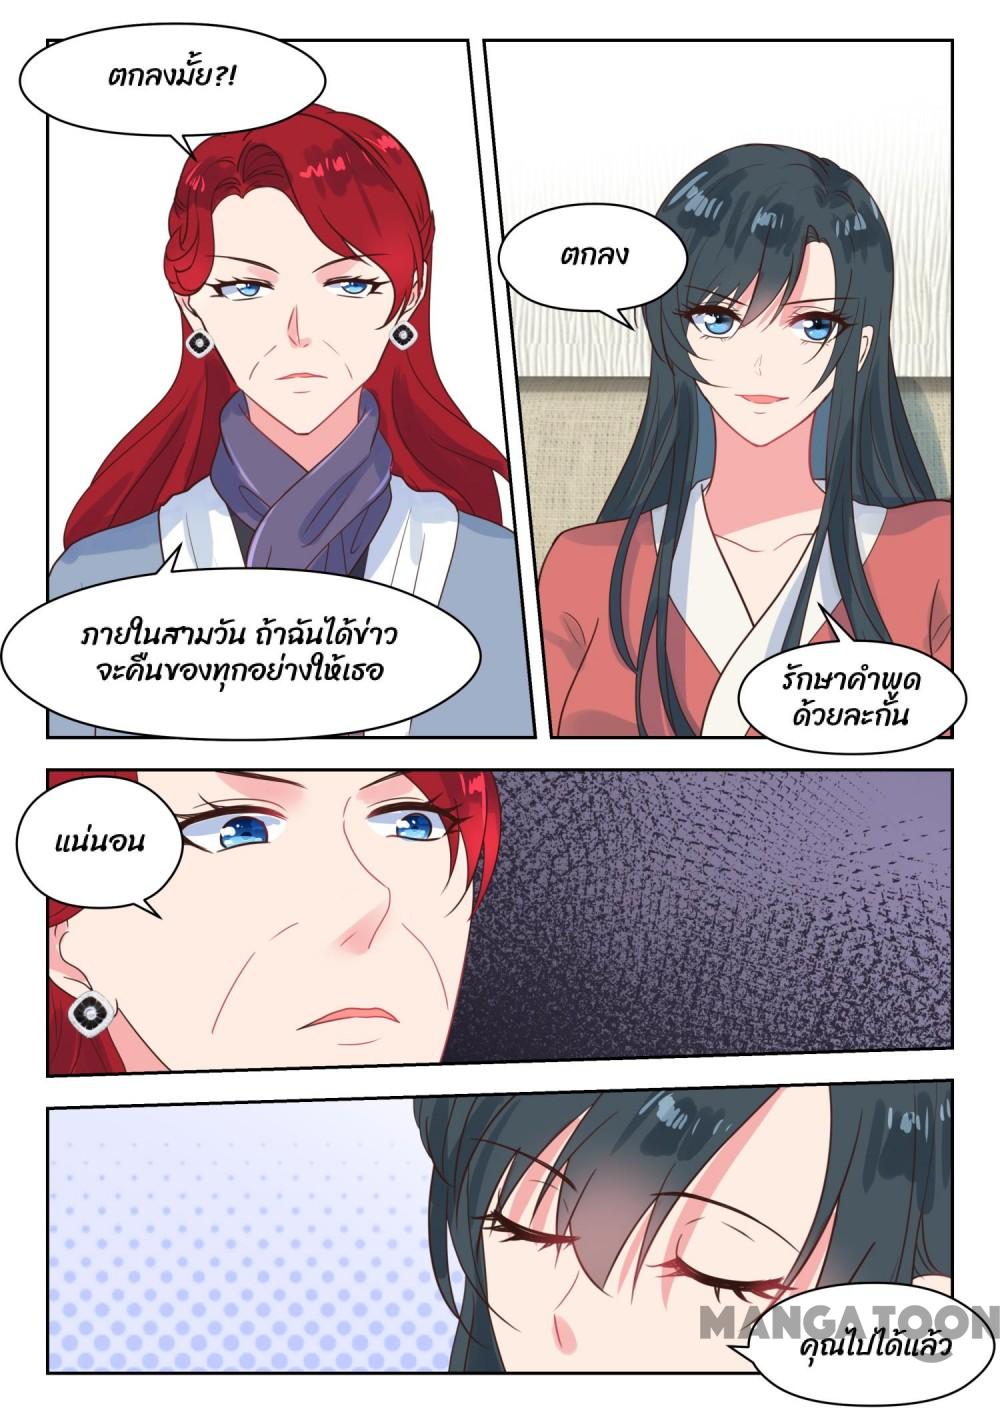 ตกลงมั้ย?!
ตกลง
ภายในสามวัน ถ้าฉันได้ข่าว
จะคืนของทุกอย่างให้เธอ
รักษาคำพูด
ด้วยละกัน
แน่นอน
MANGATOON
คุณไปได้แล้ว